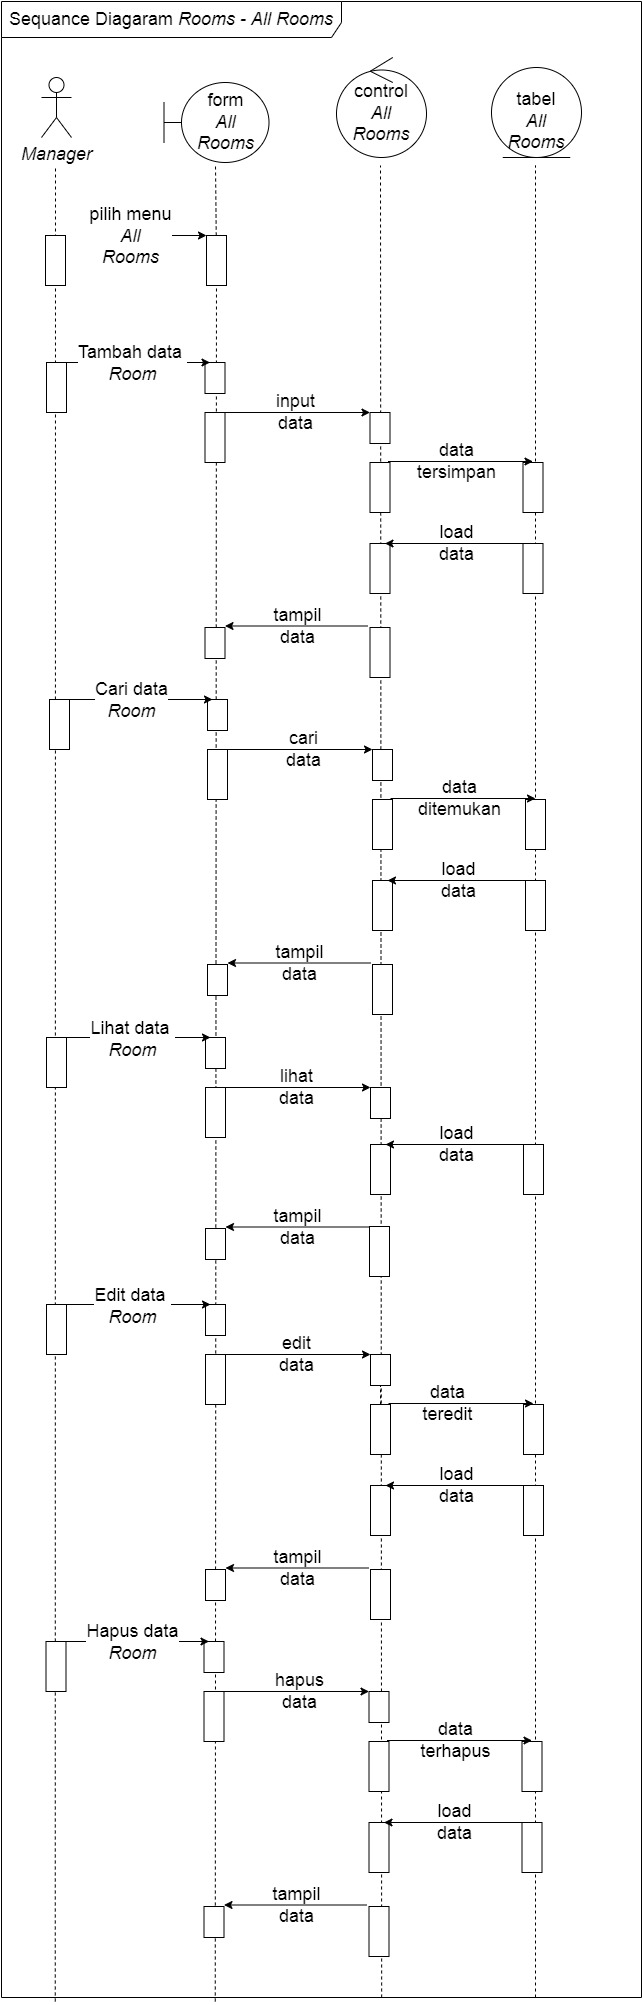 Sequance Diagaram Rooms - All Rooms
Manager
form
All
Rooms
control
All
Rooms
tabel
All
Rooms
pilih menu
All
Rooms
Tambah data
Room
input
data
data
tersimpan
load
data
tampil
data
Cari data
Room
cari
data
data
ditemukan
load
data
tampil
data
Lihat data
Room
lihat
data
load
data
tampil
data
Edit data
Room
edit
data
data
teredit
load
data
tampil
data
Hapus data
Room
hapus
data
data
terhapus
load
data
tampil
data